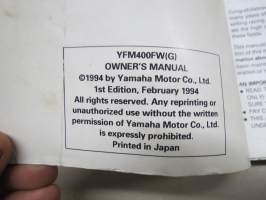 YFM400FW(G)
OWNER'S MANUAL
©1994 by Yamaha Motor Co., Ltd.
1st Edition, February 1994
All rights reserved. Any reprinting or
unauthorized use without the written
permission of Yamaha Motor Co., Ltd.
is expressly prohibited.
Printed in Japan